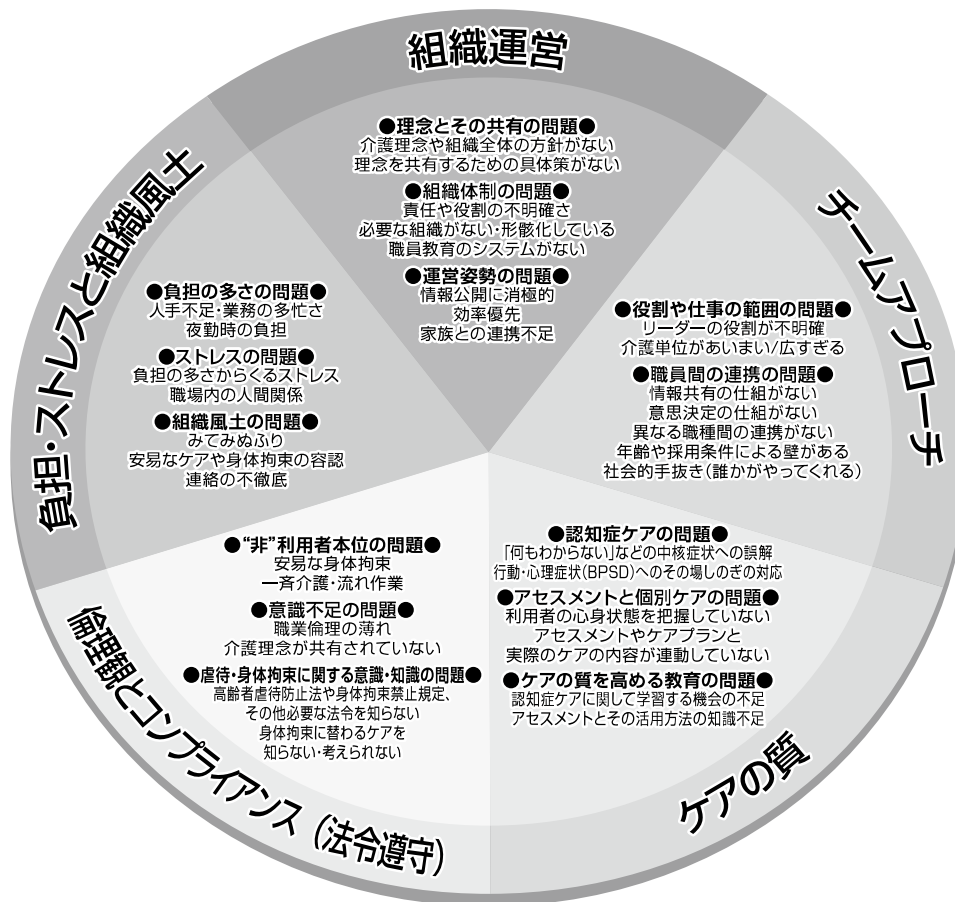 組織運営
●理念とその共有の問題●
介護理念や組織全体の方針がない
理念を共有するための具体策がない
●組織体制の問題●
責任や役割の不明確さ
必要な組織がない・形骸化している
職員教育のシステムがない
●運営姿勢の問題●
情報公開に消極的
効率優先
家族との連携不足
チームアプローチ
●役割や仕事の範囲の問題●
リーダーの役割が不明確
介護単位があいまい/広すぎる
●職員間の連携の問題●
情報共有の仕組がない
意思決定の仕組がない
異なる職種間の連携がない
年齢や採用条件による壁がある
社会的手抜き(誰かがやってくれる)
ケアの質
●認知症ケアの問題●
「何もわからない」などの中核症状への誤解
行動・心理症状(BPSD)へのその場しのぎの対応
●アセスメントと個別ケアの問題●
利用者の心身状態を把握していない
アセスメントやケアプランと
実際のケアの内容が連動していない
●ケアの質を高める教育の問題●
認知症ケアに関して学習する機会の不足
アセスメントとその活用方法の知識不足
倫理観とコンプライアンス(法令遵守)
●“非”利用者本位の問題●
安易な身体拘束
一斉介護・流れ作業
●意識不足の問題●
職業倫理の薄れ
介護理念が共有されていない
●虐待・身体拘束に関する意識・知識の問題●
高齢者虐待防止法や身体拘束禁止規定、
その他必要な法令を知らない
身体拘束に替わるケアを
知らない・考えられない
負担・ストレスと組織風土
●負担の多さの問題●
人手不足・業務の多忙さ
夜勤時の負担
●ストレスの問題●
負担の多さからくるストレス
職場内の人間関係
●組織風土の問題●
みてみぬふり
安易なケアや身体拘束の容認
連絡の不徹底